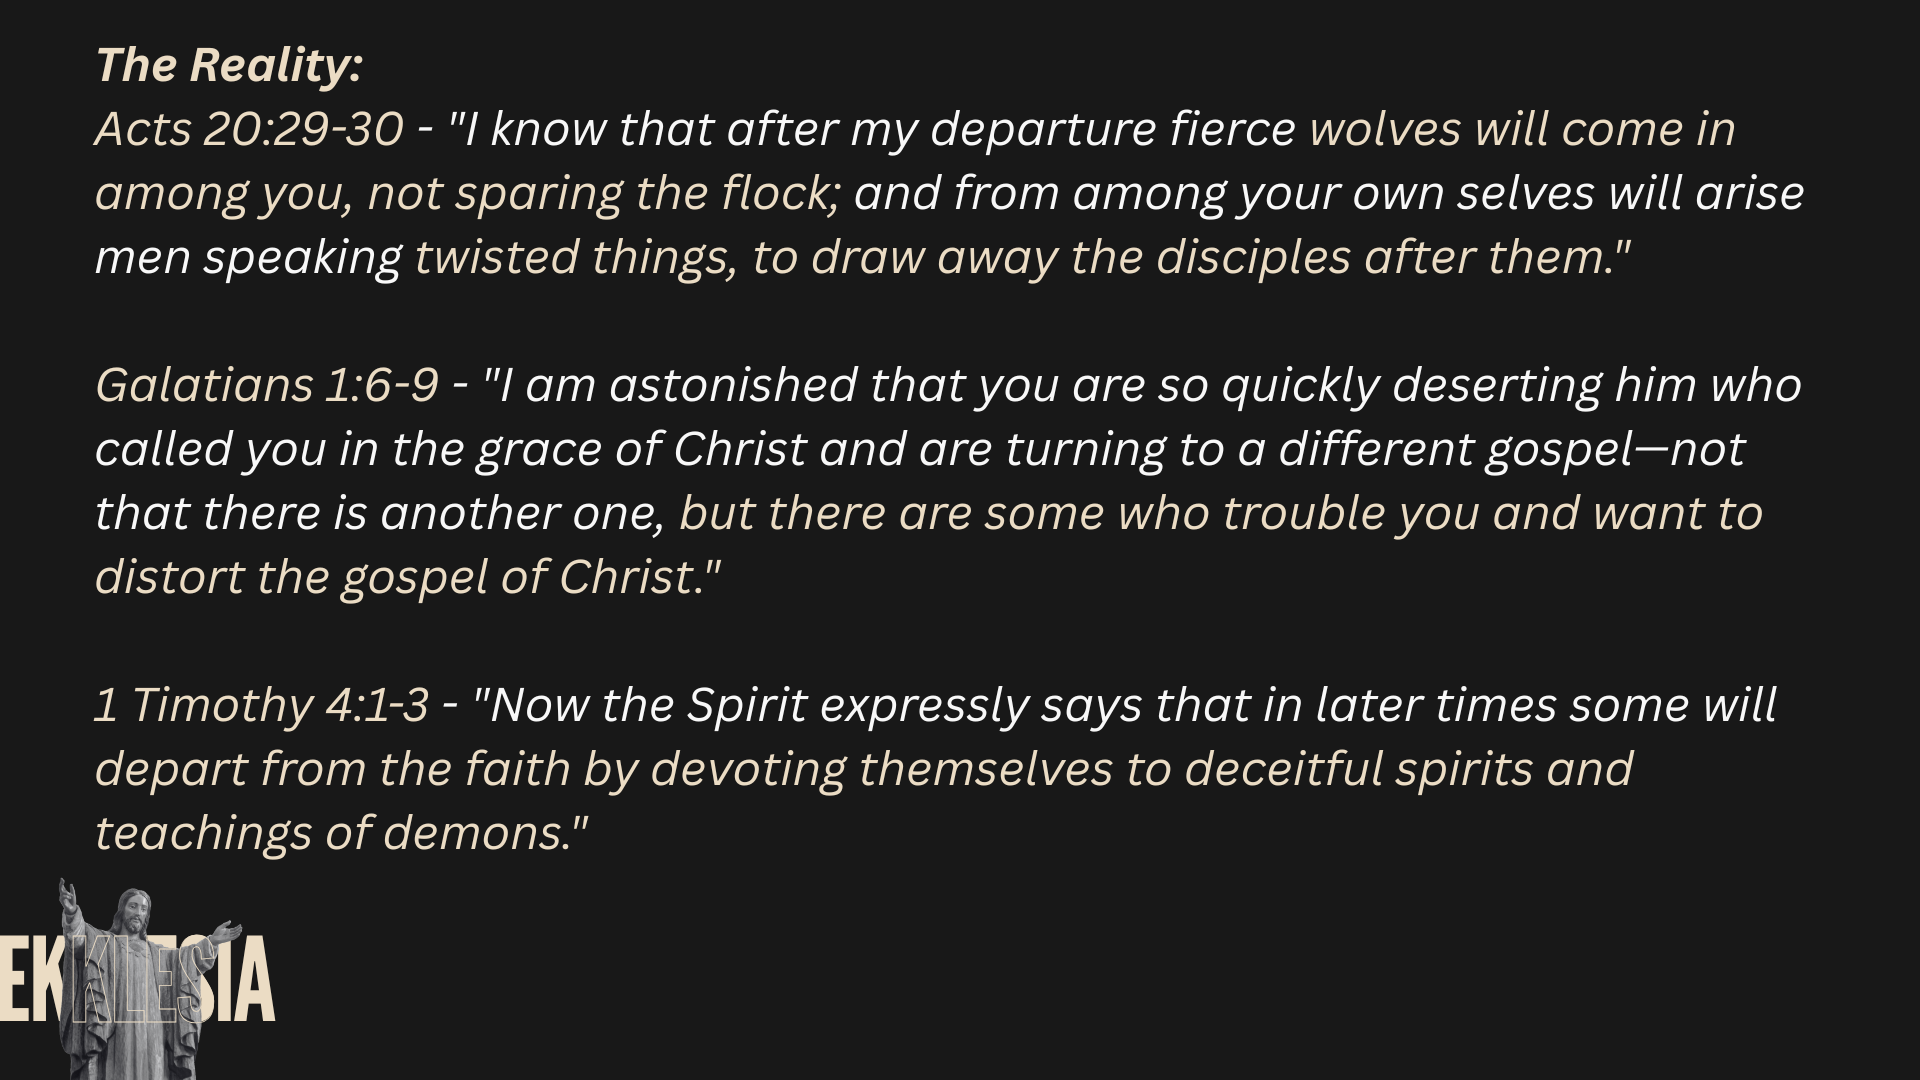 The Reality:
Acts 20:29-30 - "I know that after my departure fierce wolves will come in
among you, not sparing the flock; and from among your own selves will arise
men speaking twisted things, to draw away the disciples after them."
Galatians 1:6-9 - "I am astonished that you are so quickly deserting him who
called you in the grace of Christ and are turning to a different gospel—not
that there is another one, but there are some who trouble you and want to
distort the gospel of Christ."
1 Timothy 4:1-3 - "Now the Spirit expressly says that in later times some will
depart from the faith by devoting themselves to deceitful spirits and
teachings of demons."
EKKLESIA